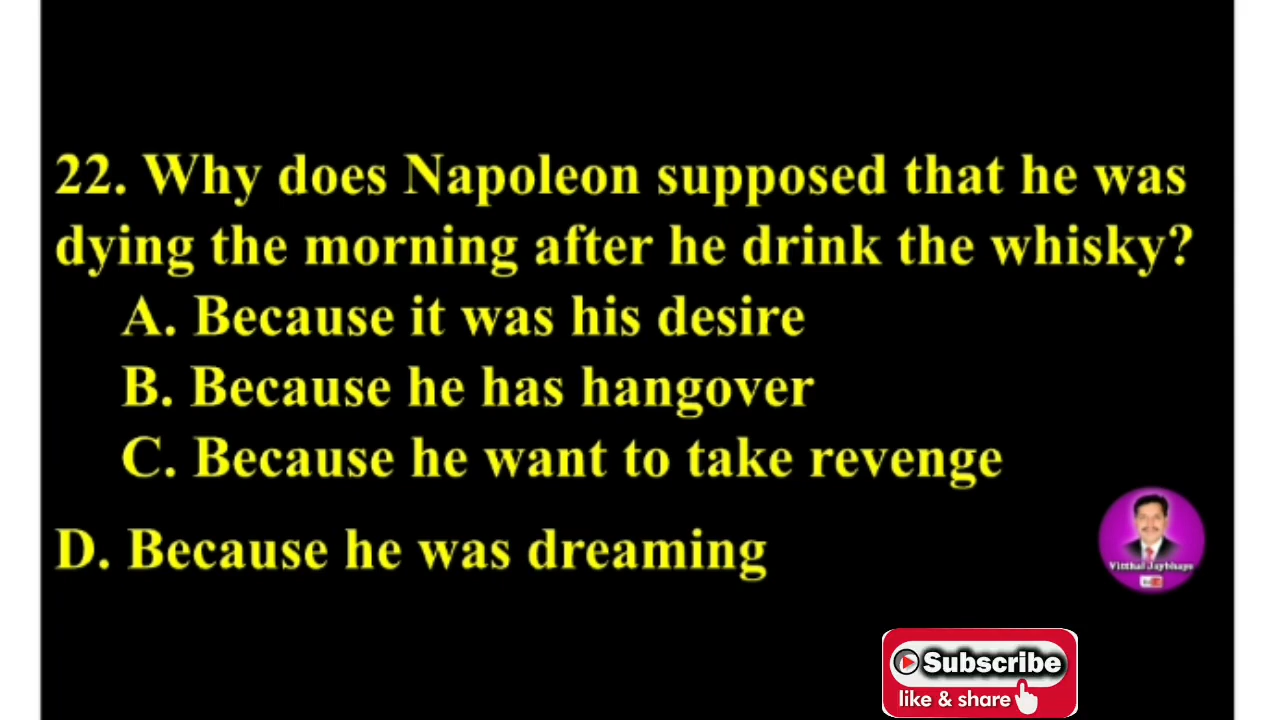 22. Why does Napoleon supposed that he was
dying the morning after he drink the whisky?
A. Because it was his desire
B. Because he has hangover
C. Because he want to take revenge
D. Because he was dreaming
Vitthal Jaybhaye
Subscribe
like & share